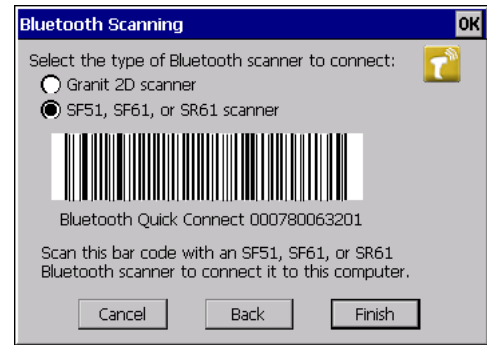 Bluetooth Scanning
OK
Select the type of Bluetooth scanner to connect:
Granit 2D scanner
SF51, SF61, or SR61 scanner
Bluetooth Quick Connect 000780063201
Scan this bar code with an SF51, SF61, or SR61
Bluetooth scanner to connect it to this computer.
Cancel Back Finish